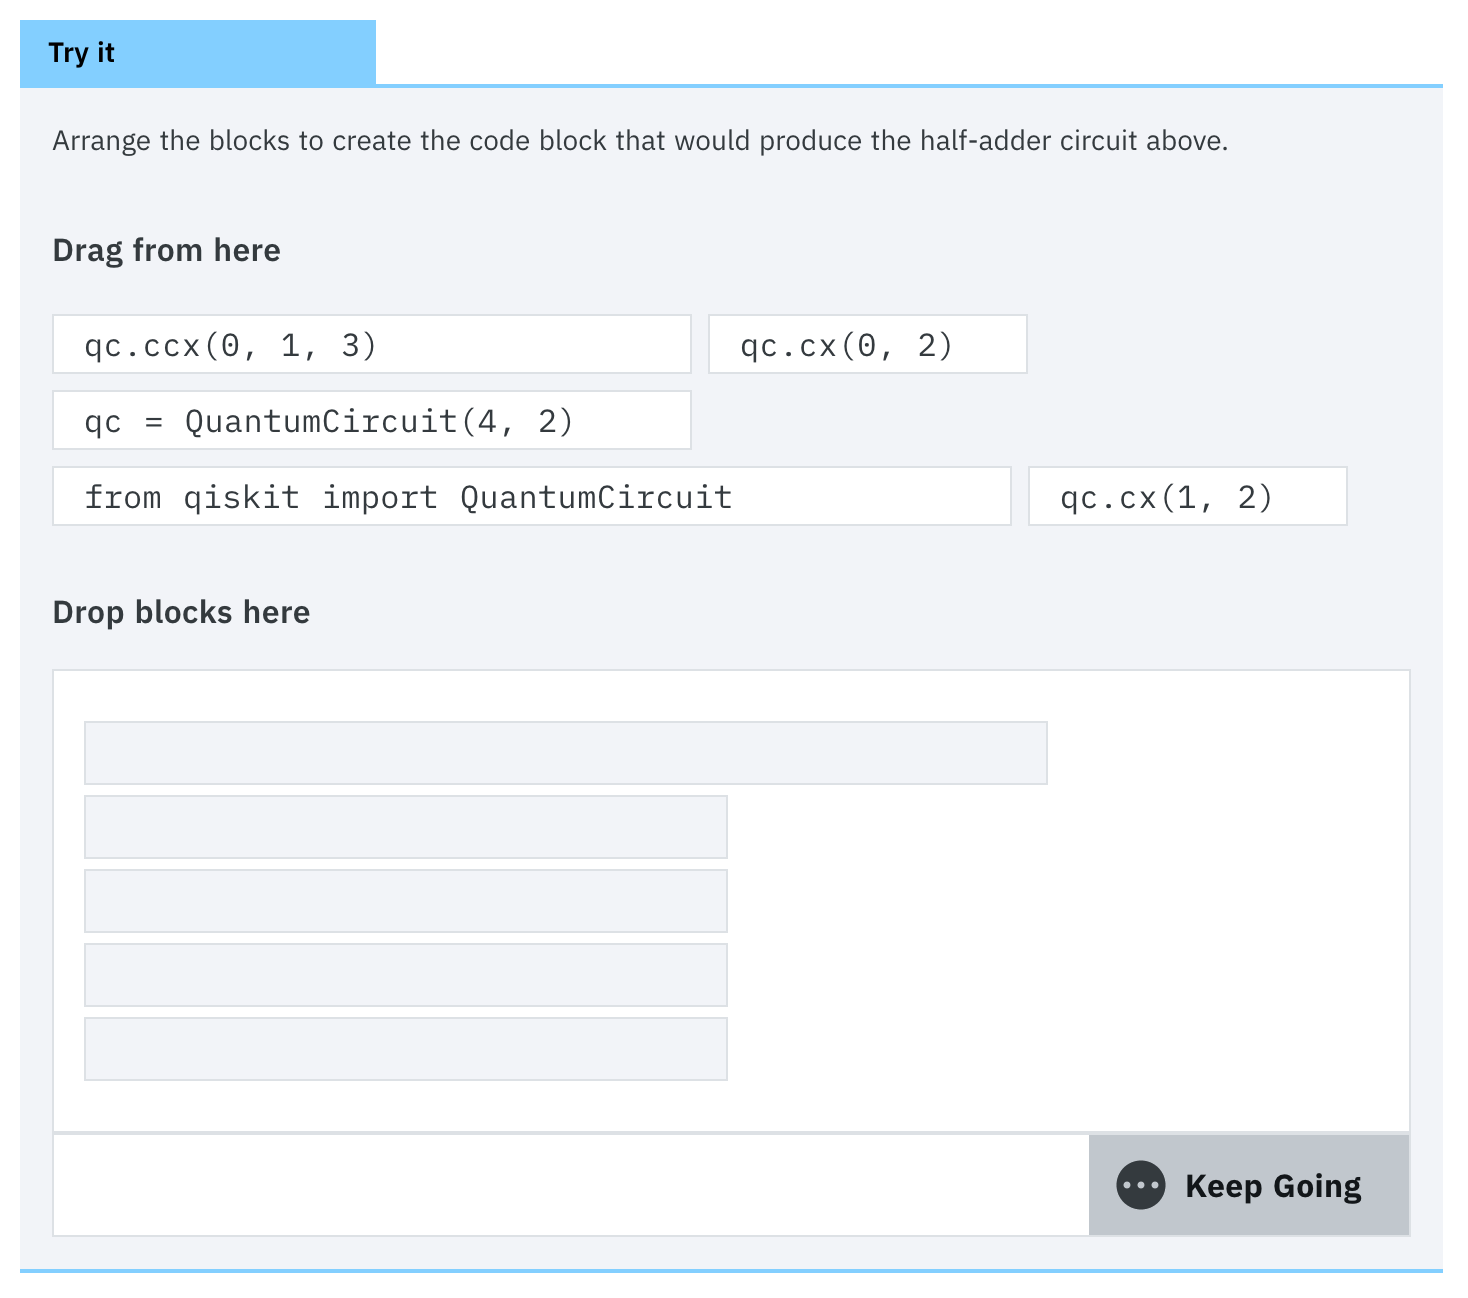 Try it
Arrange the blocks to create the code block that would produce the half-adder circuit above.
Drag from here
qc.ccx(0, 1, 3)
qc.cx(0, 2)
qc = QuantumCircuit(4, 2)
from qiskit import QuantumCircuit
qc.cx(1, 2)
Drop blocks here
Keep Going